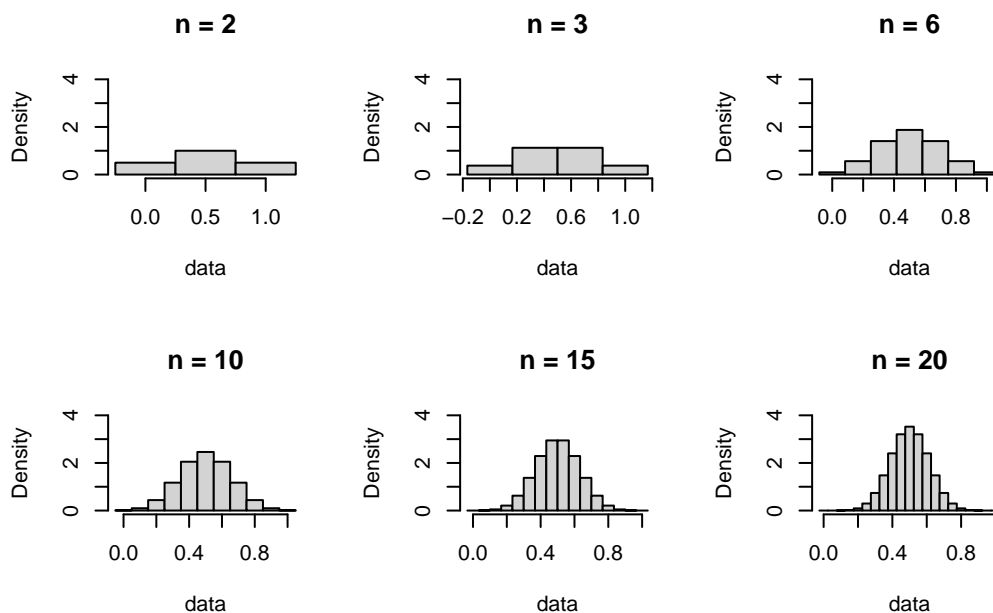 n = 2
n = 3
n = 6
Density
0 2 4
0.0 0.5 1.0
data
Density
0 2 4
−0.2 0.2 0.6 1.0
data
Density
0 2 4
0.0 0.4 0.8
data
n = 10
n = 15
n = 20
Density
0 2 4
0.0 0.4 0.8
data
Density
0 2 4
0.0 0.4 0.8
data
Density
0 2 4
0.0 0.4 0.8
data